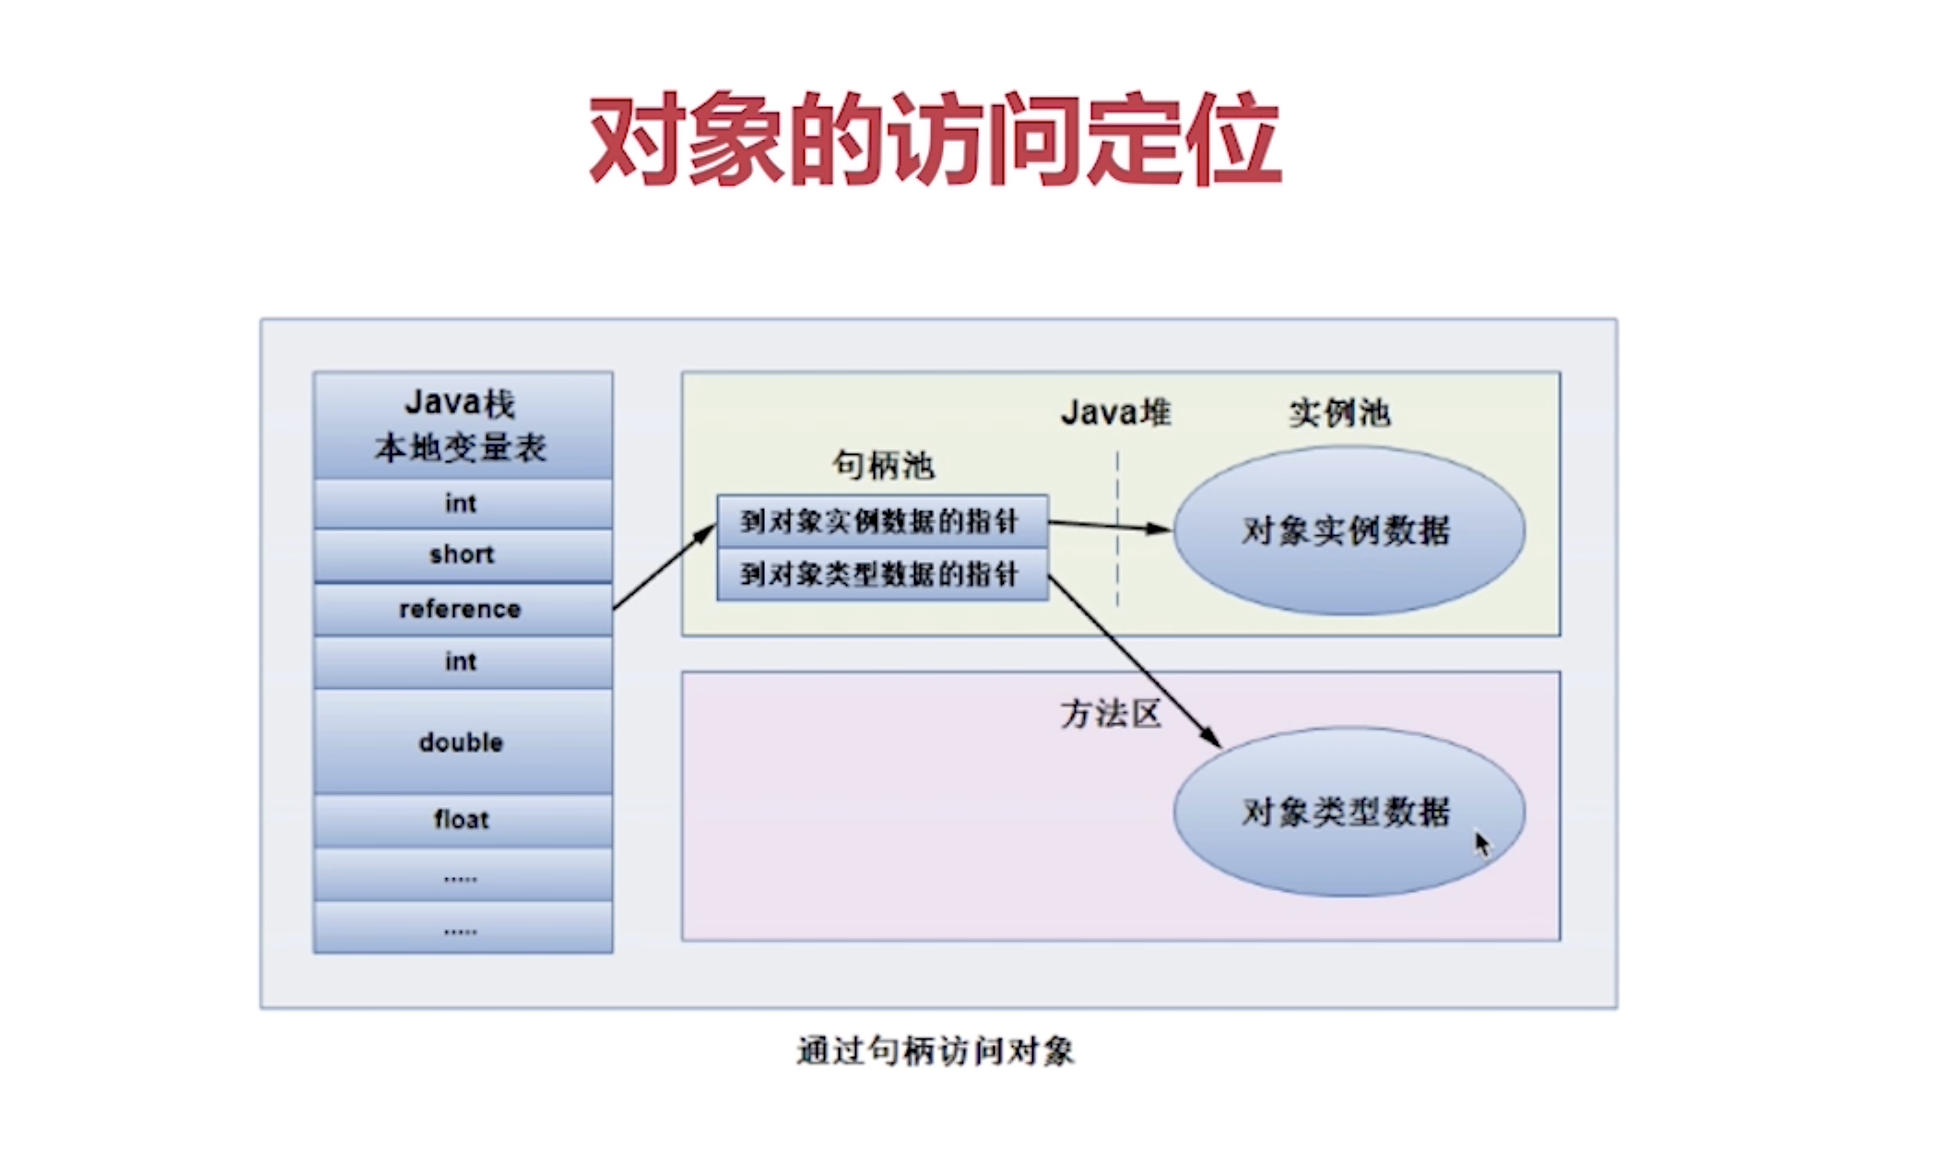 对象的访问定位
Java栈
本地变量表
int
short
reference
int
double
float
.....
.....
Java堆
实例池
句柄池
到对象实例数据的指针
到对象类型数据的指针
对象实例数据
方法区
对象类型数据
通过句柄访问对象